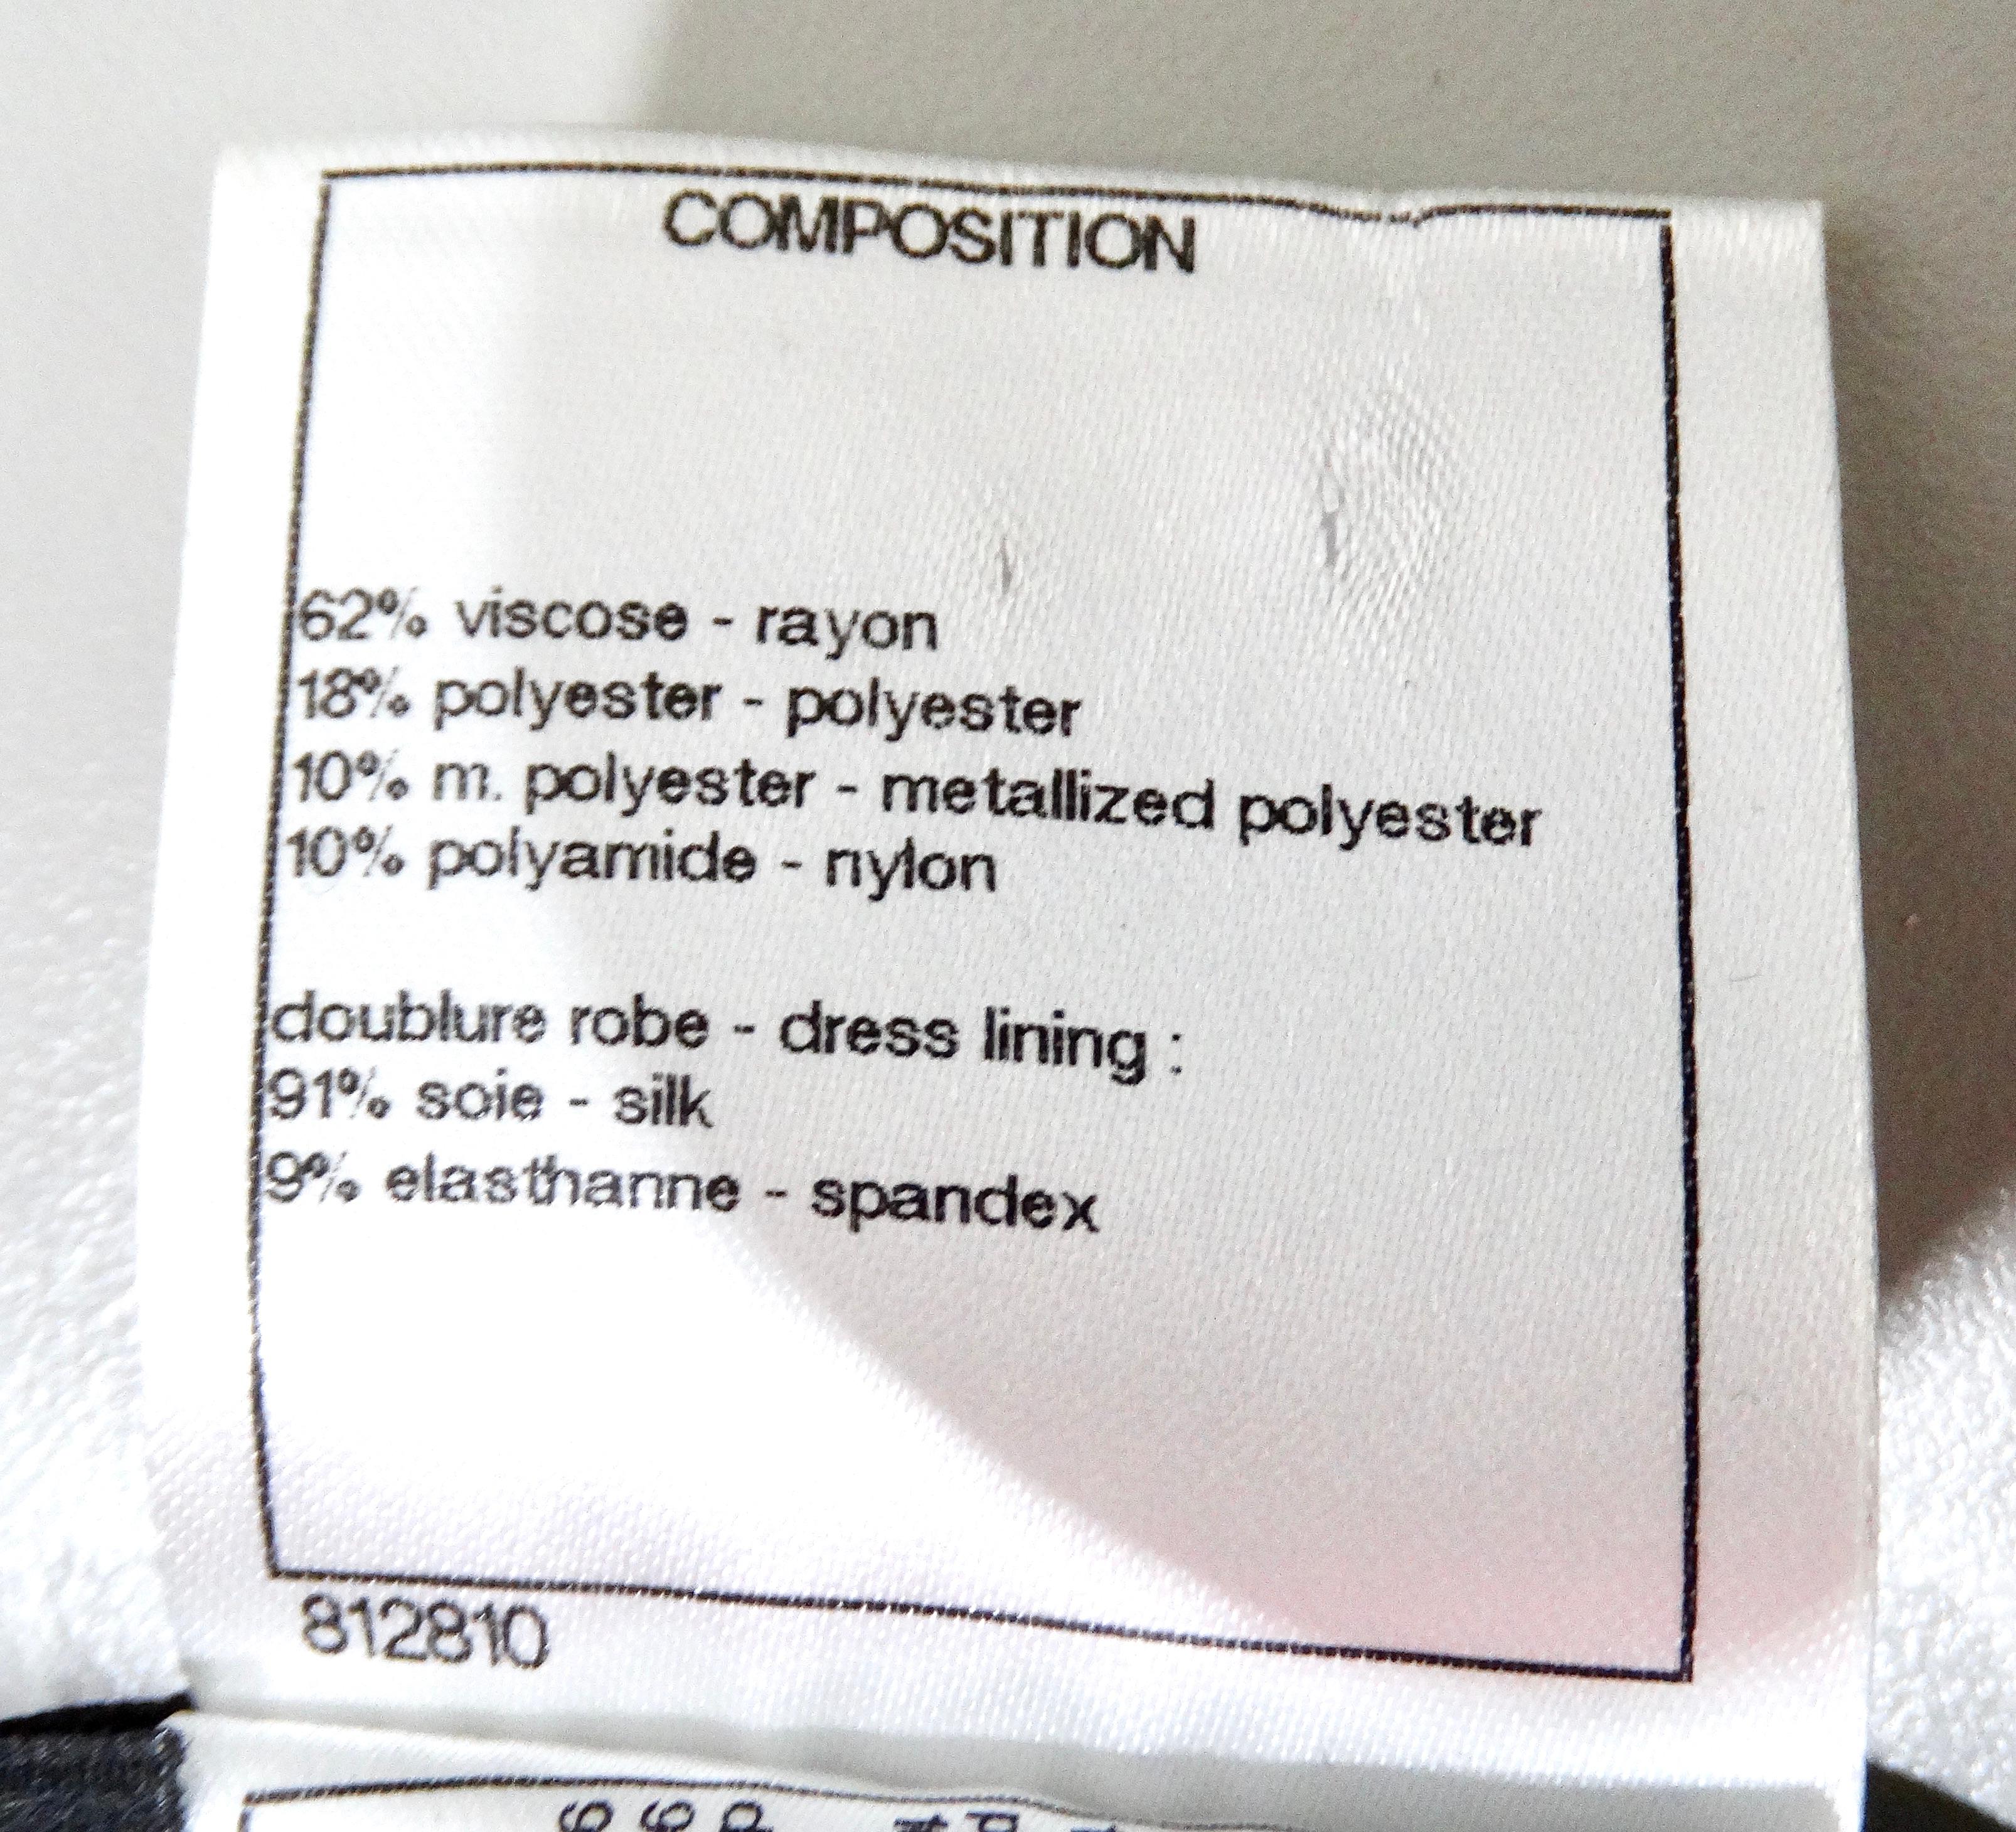 COMPOSITION
62% viscose - rayon
18% polyester - polyester
10% m. polyester - metallized polyester
10% polyamide - nylon
doublure robe - dress lining :
91% soie - silk
9% elasthanne - spandex
812810